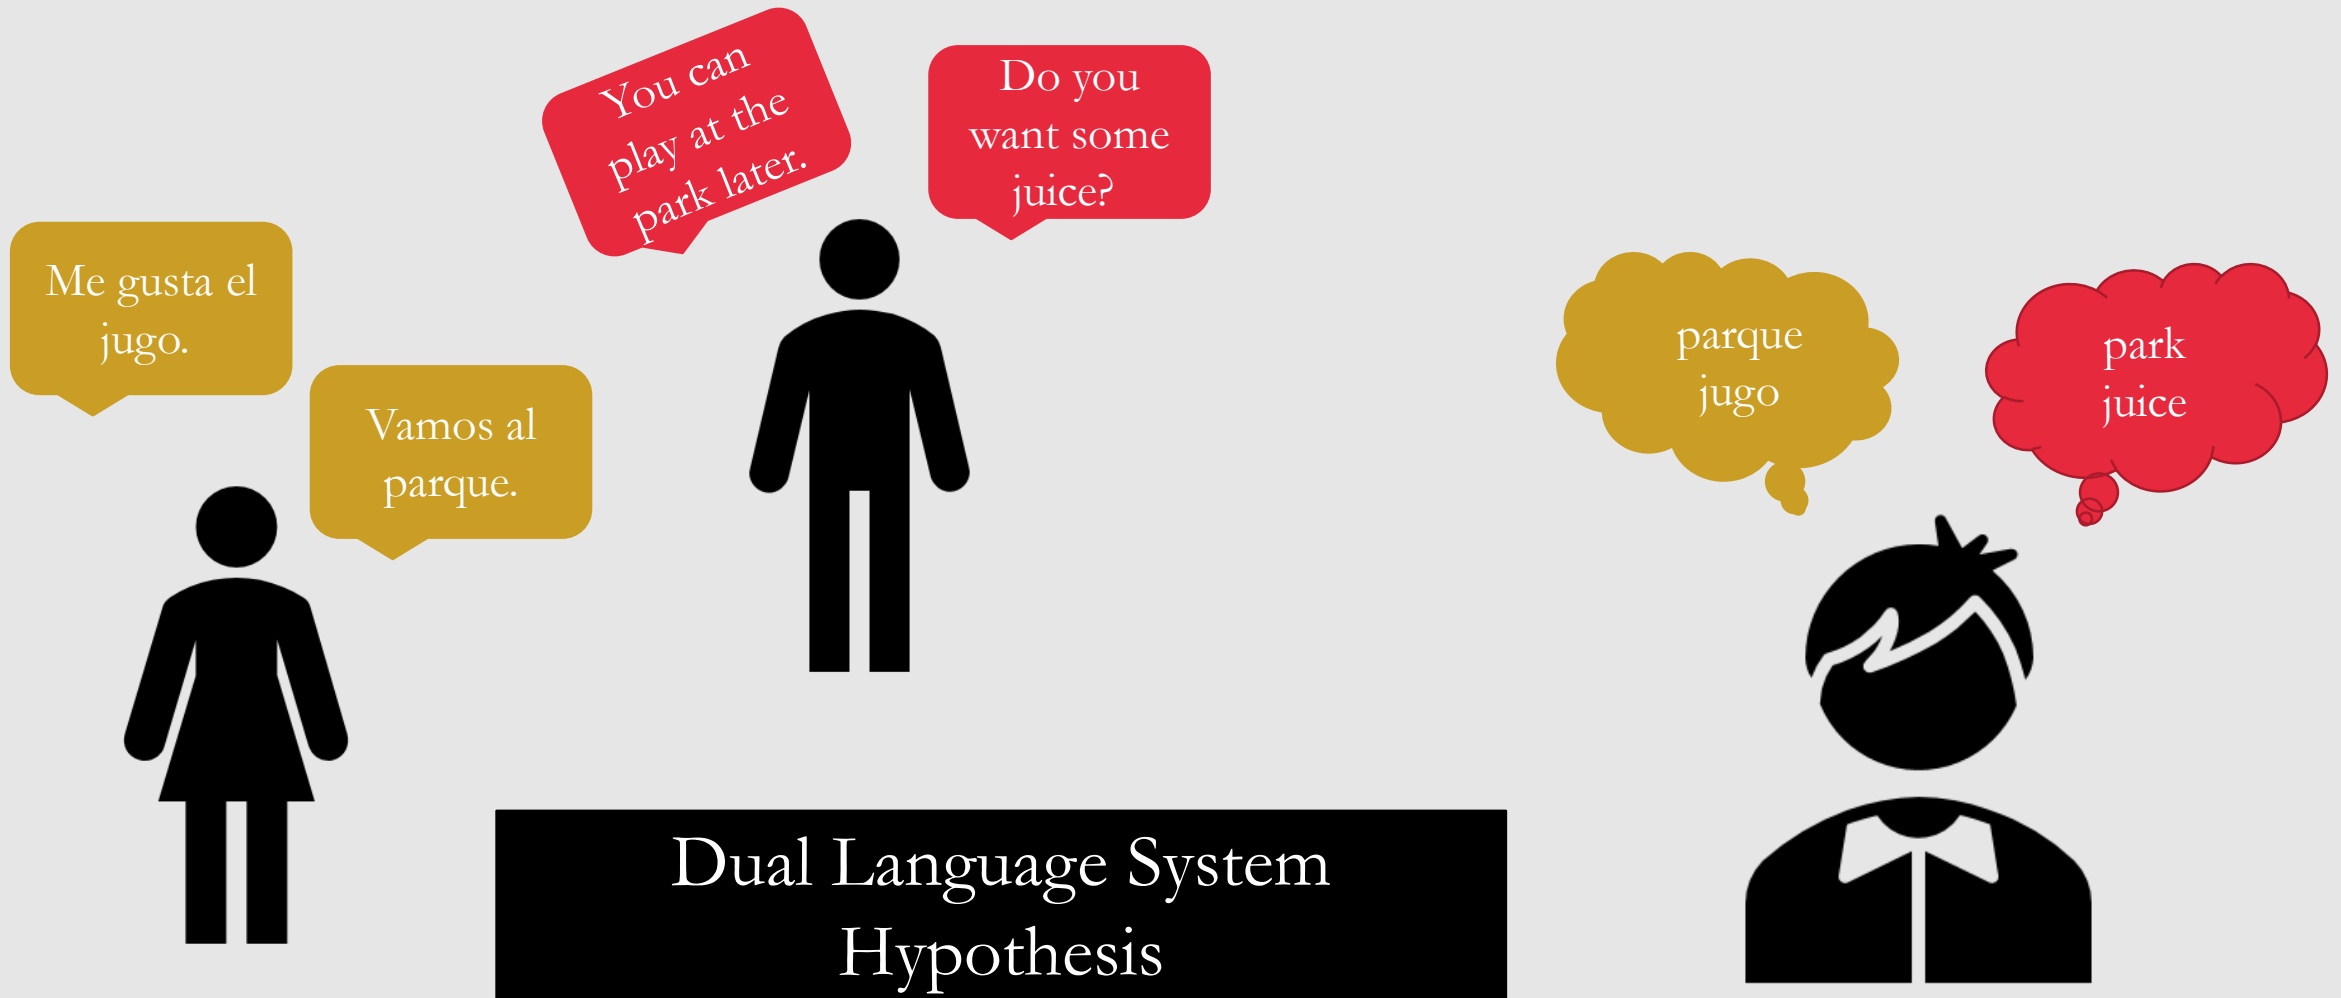 You can
play at the
park later.
Do you
want some
juice?
Me gusta el
jugo.
Vamos al
parque.
parque
jugo
park
juice
Dual Language System
Hypothesis